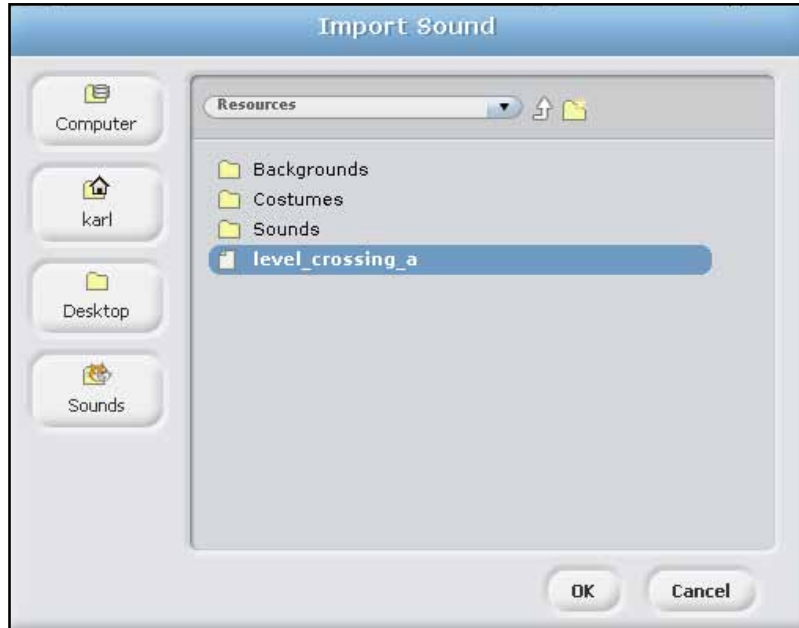 Import Sound
Computer
karl
Desktop
Sounds
Resources
Backgrounds
Costumes
Sounds
level_crossing_a
OK
Cancel